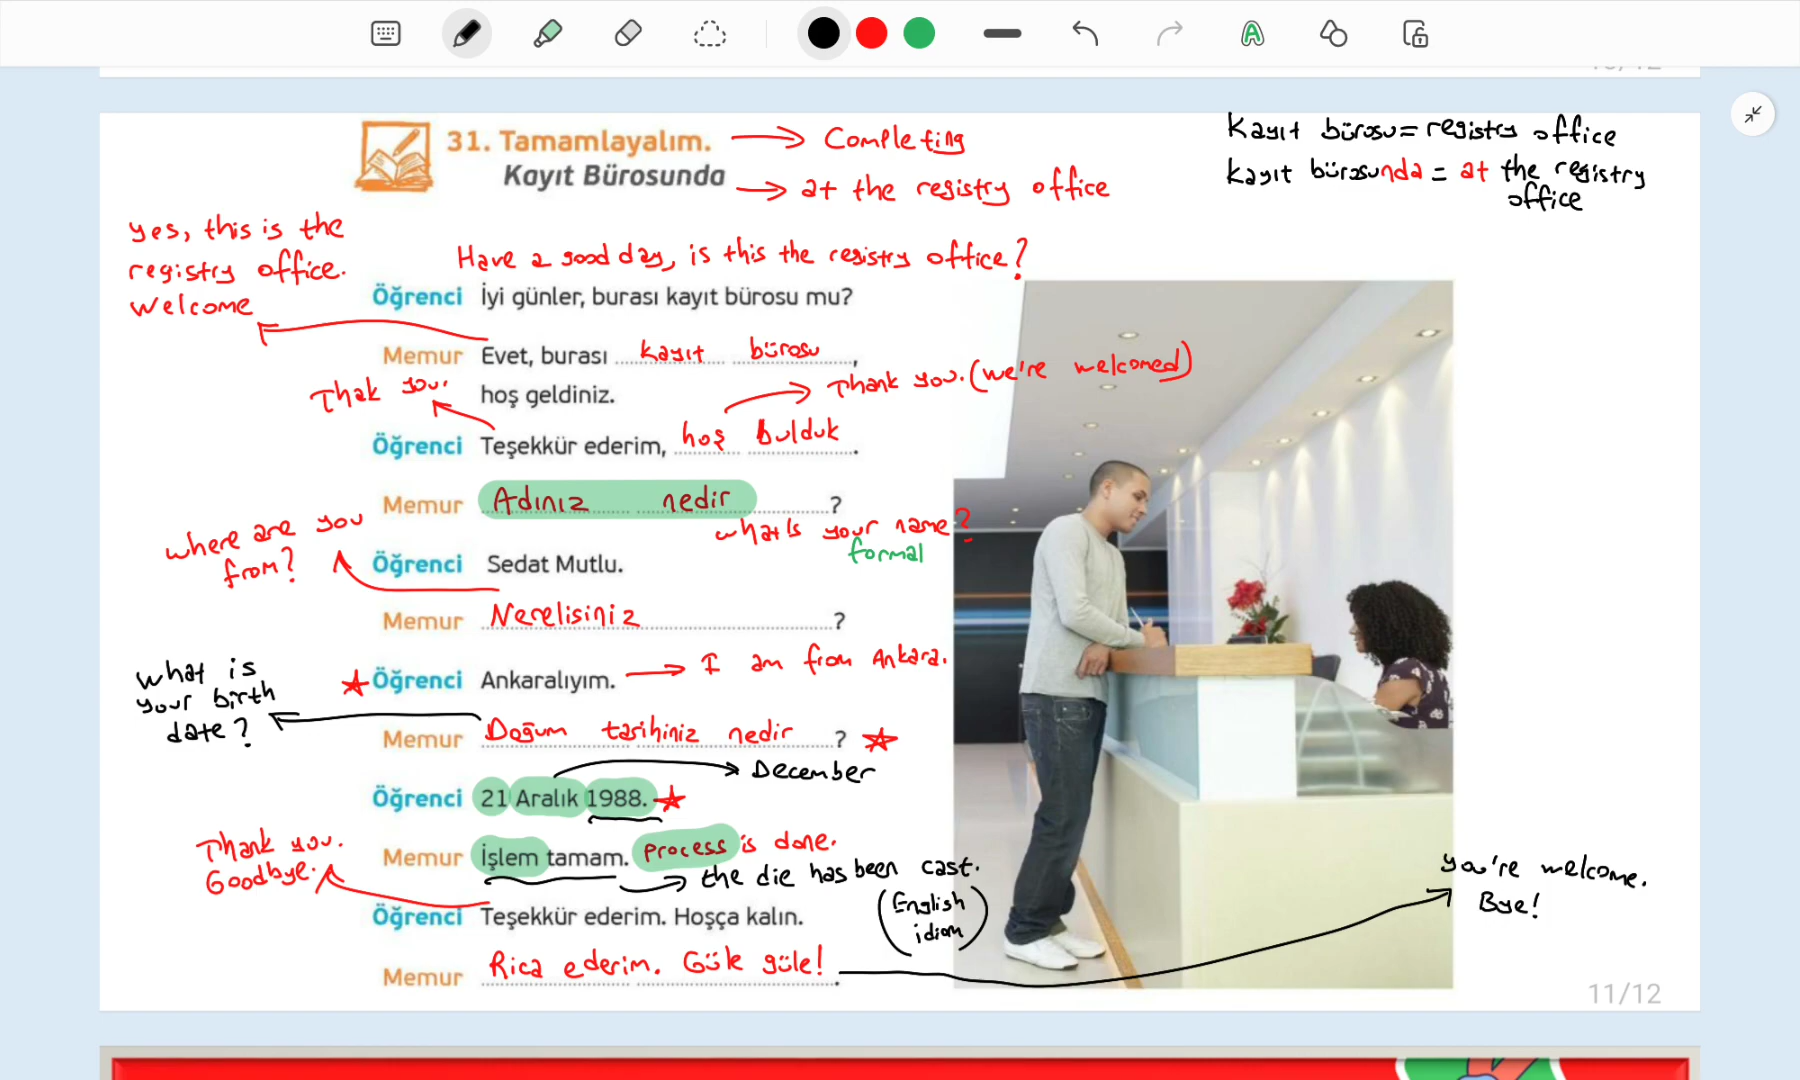 10/12
31. Tamamlayalım. Completing
Kayıt Bürosunda at the registry office
Kayıt bürosu = registry office
kayıt bürosunda = at the registry
office
yes, this is the
registry office.
welcome
Have a good day, is this the registry office?
Öğrenci İyi günler, burası kayıt bürosu mu?
Memur Evet, burası kayıt bürosu,
hoş geldiniz.
Thak you.
Thank you. (we're welcomed)
Öğrenci Teşekkür ederim, hoş bulduk.
Memur Adınız nedir?
what is your name?
formal
where are you
from?
Öğrenci Sedat Mutlu.
Memur Nerelisiniz?
Öğrenci Ankaralıyım. I am from Ankara.
what is
your birth
date?
Memur Doğum tarihiniz nedir?
December
Öğrenci 21 Aralık 1988.
Thank you.
Goodbye.
Memur İşlem tamam. process is done.
the die has been cast.
(English
idiom)
Öğrenci Teşekkür ederim. Hoşça kalın.
Memur Rica ederim. Güle güle!.
you're welcome.
Bye!
11/12